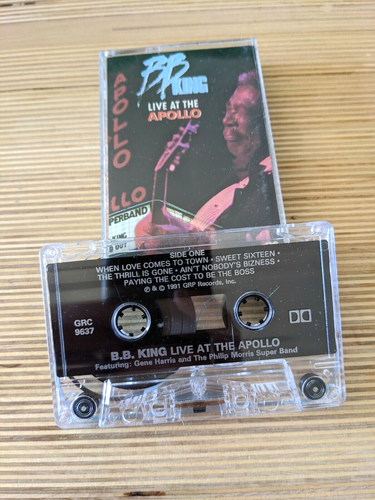 B.B. KING
LIVE AT THE
APOLLO
APOLLO
LLO
PERBAND
KING
B BUT
SIDE ONE
WHEN LOVE COMES TO TOWN • SWEET SIXTEEN •
THE THRILL IS GONE • AIN'T NOBODY'S BIZNESS •
PAYING THE COST TO BE THE BOSS
℗ & © 1991 GRP Records, Inc.
GRC
9637
B.B. KING LIVE AT THE APOLLO
Featuring: Gene Harris and The Philip Morris Super Band